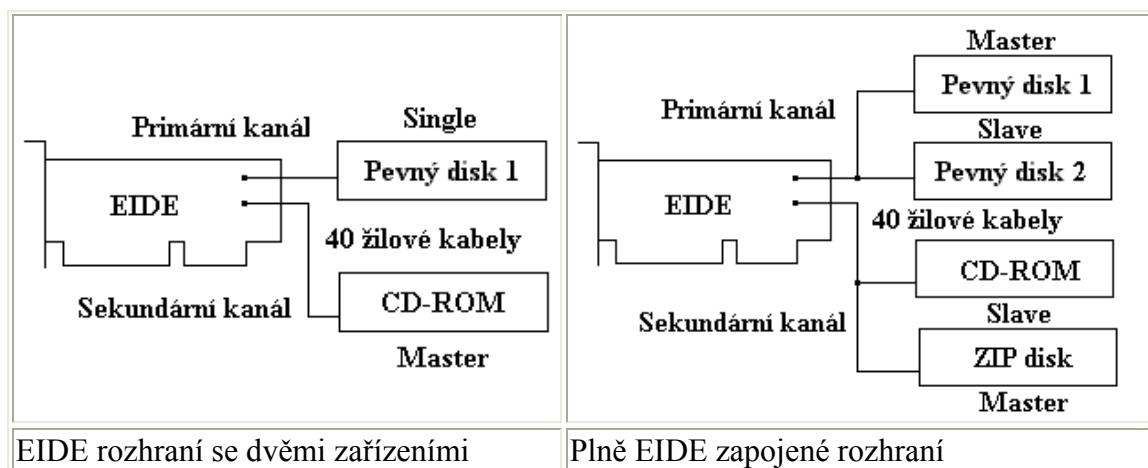 Primární kanál
Single
Pevný disk 1
EIDE
40 žilové kabely
Sekundární kanál
CD-ROM
Master
EIDE rozhraní se dvěmi zařízeními
Master
Pevný disk 1
Primární kanál
Slave
Pevný disk 2
EIDE
40 žilové kabely
CD-ROM
Slave
Sekundární kanál
ZIP disk
Master
Plně EIDE zapojené rozhraní